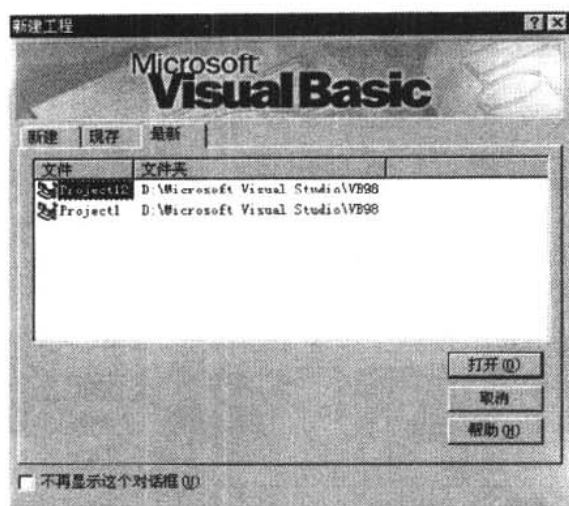 新建工程
Microsoft
Visual Basic
新建 现存 最新
文件 文件夹
Project12 D:\Microsoft Visual Studio\VB98
Project1 D:\Microsoft Visual Studio\VB98
打开(O)
取消
帮助(H)
不再显示这个对话框(U)